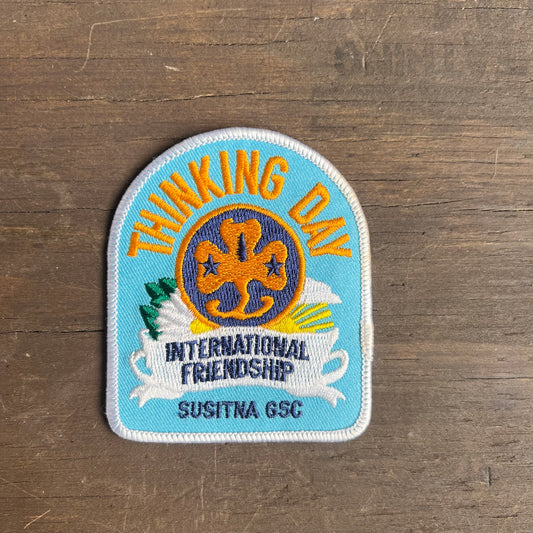 THINKING DAY
INTERNATIONAL
FRIENDSHIP
SUSITNA GSC